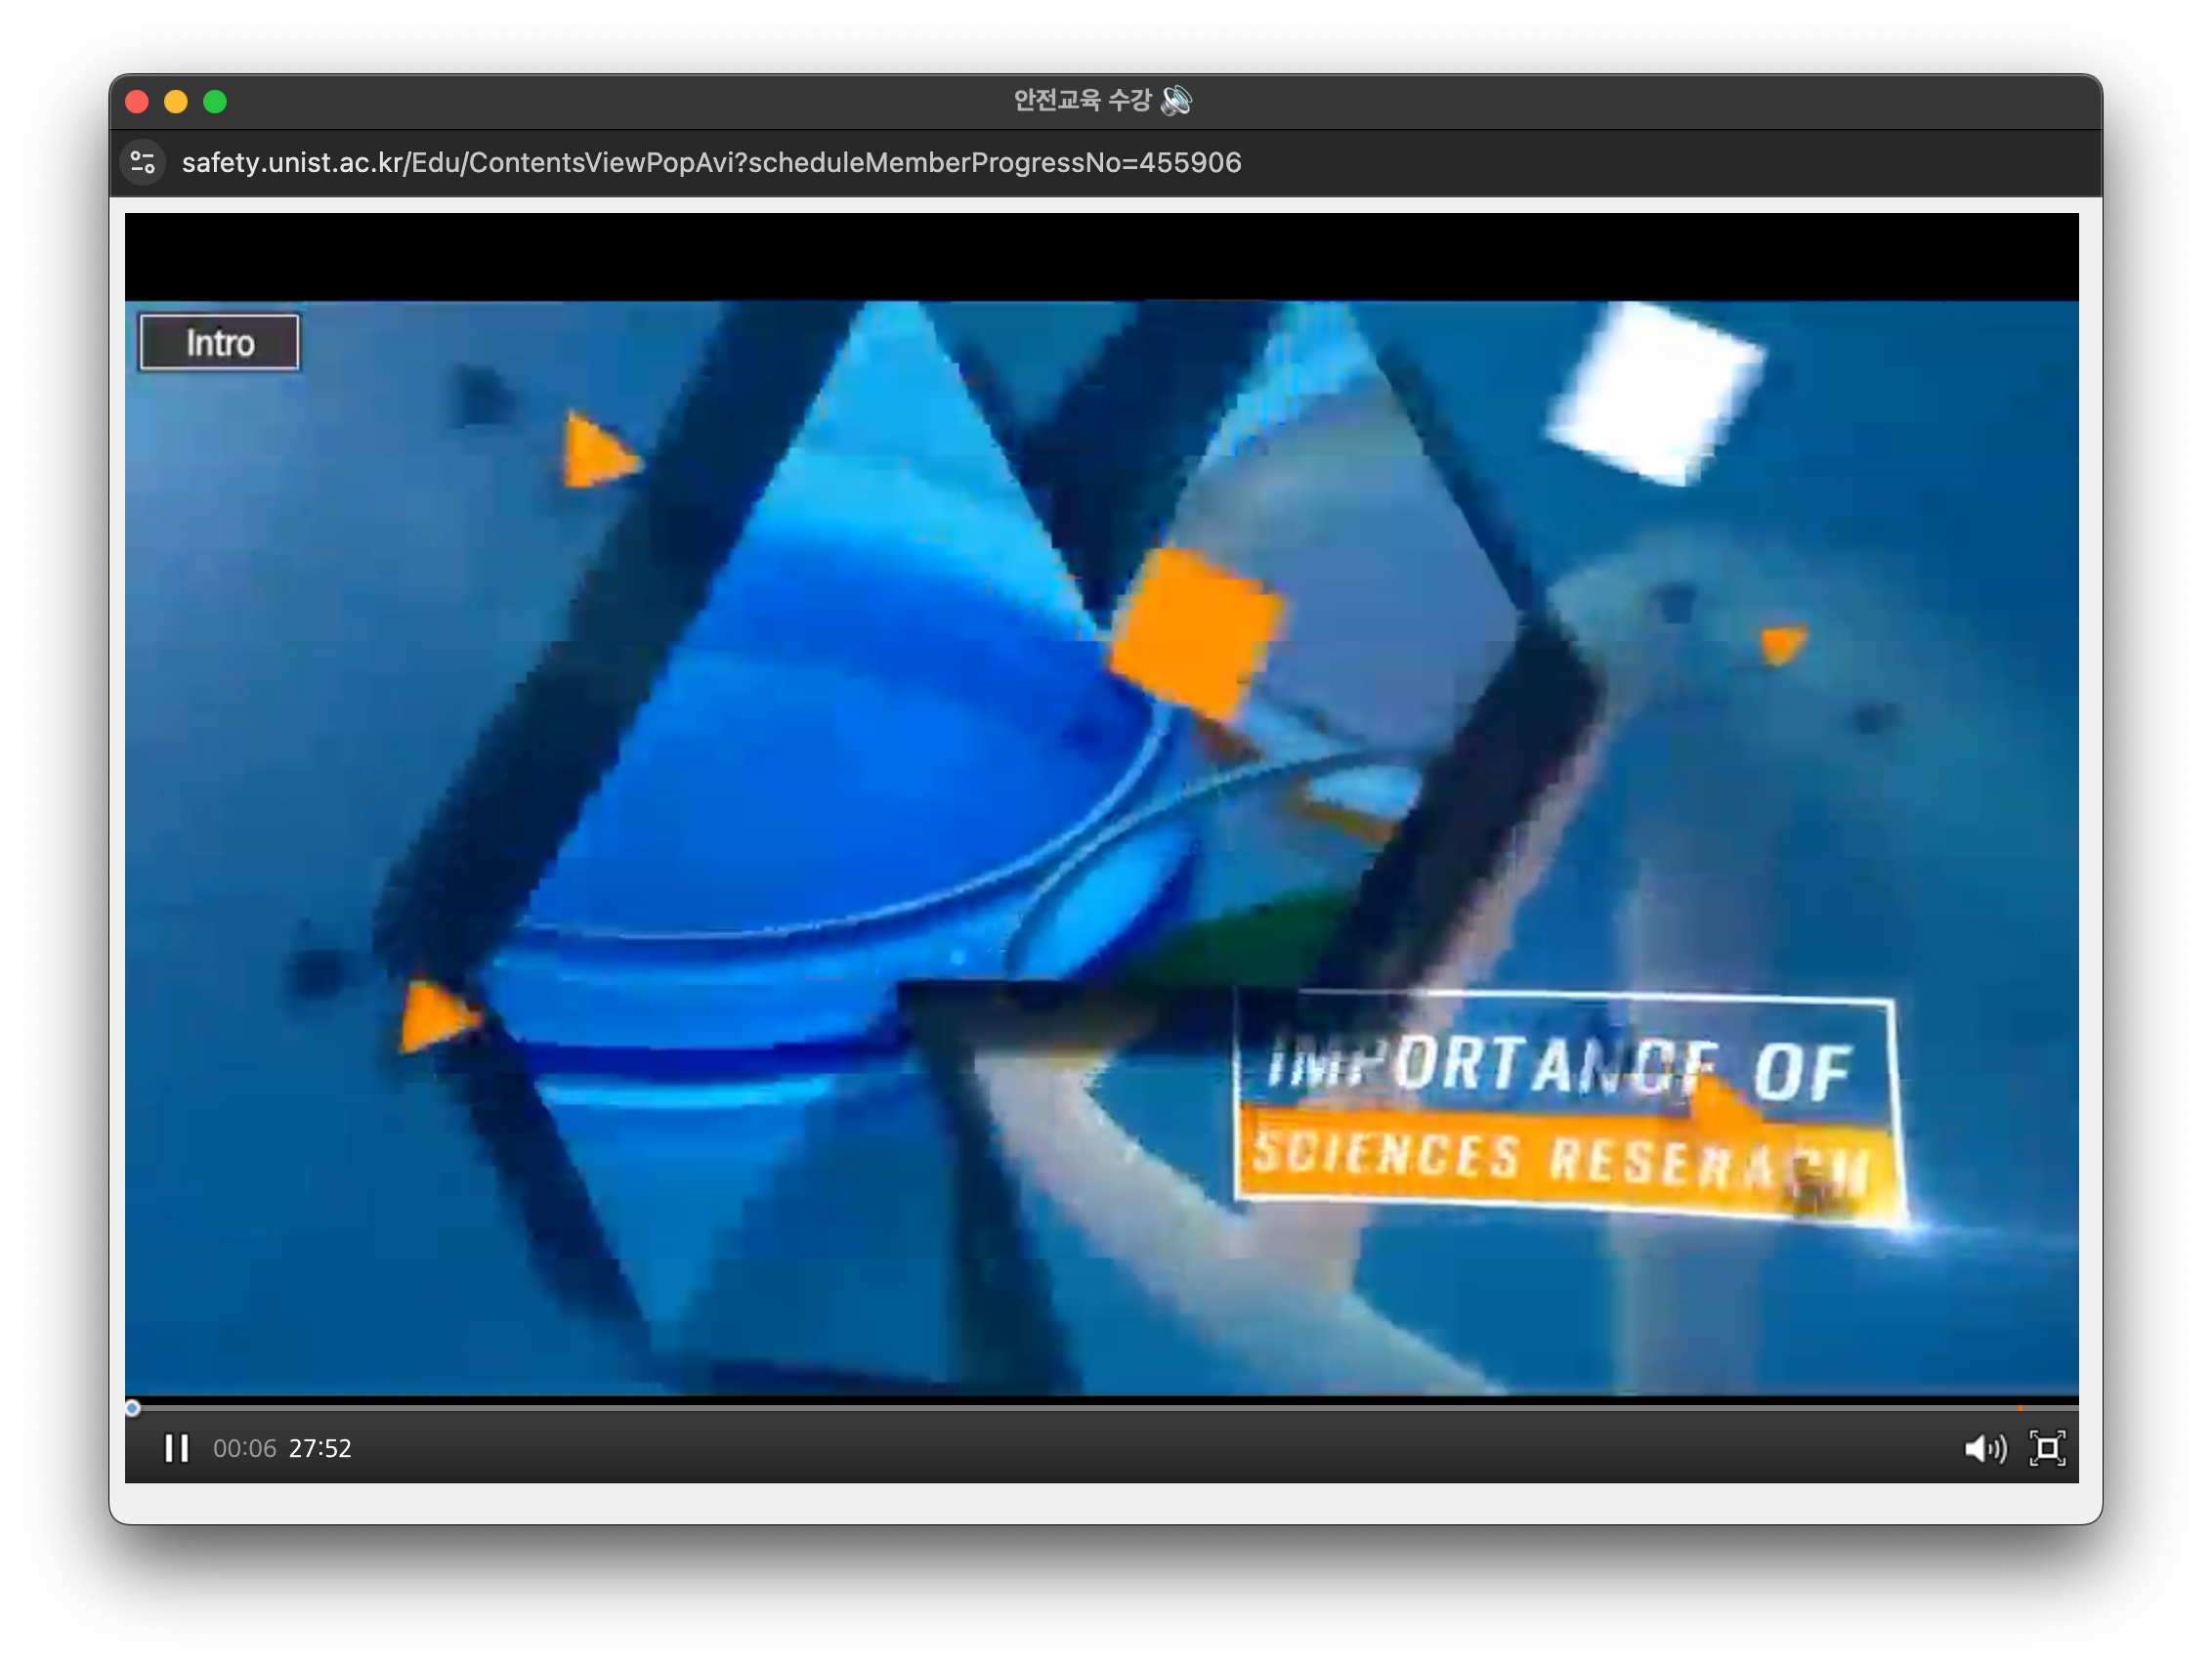 안전교육 수강
safety.unist.ac.kr/Edu/ContentsViewPopAvi?scheduleMemberProgressNo=455906
Intro
IMPORTANCE OF
SCIENCES RESERACH
00:06 27:52